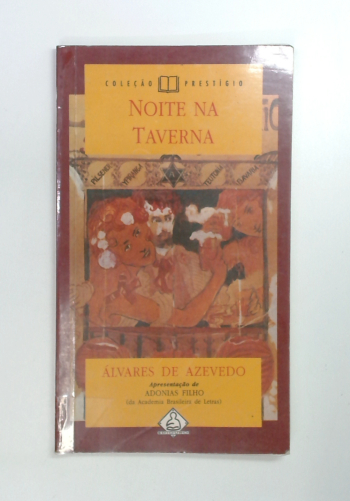 COLEÇÃO PRESTÍGIO
NOITE NA
TAVERNA
ÁLVARES DE AZEVEDO
Apresentação de
ADONIAS FILHO
(da Academia Brasileira de Letras)